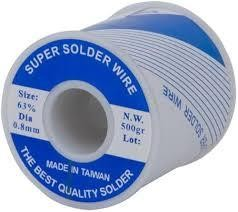 SUPER SOLDER WIRE
Size:
63%
Dia
0.8mm
N.W.
500gr
Lot:
MADE IN TAIWAN
THE BEST QUALITY SOLDER
SUPER SOLDER WIRE